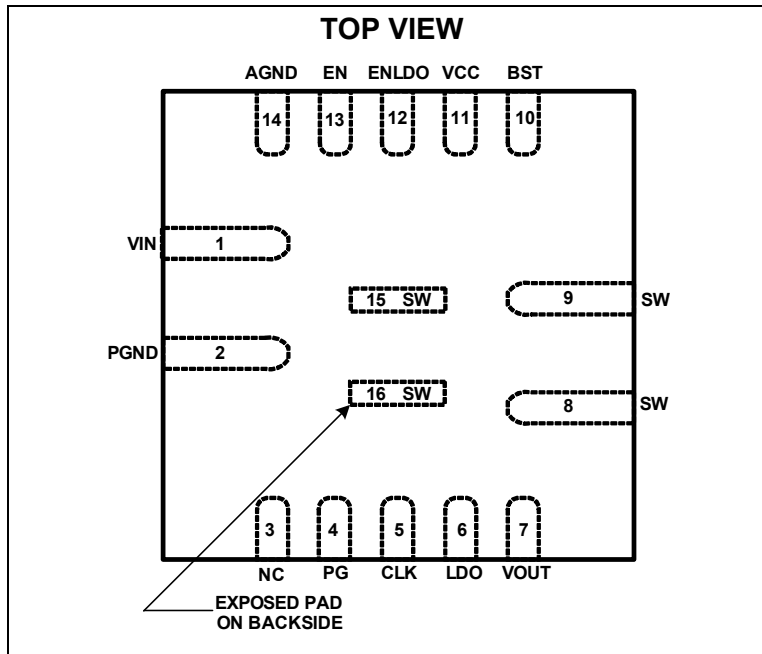 TOP VIEW
AGND EN ENLDO VCC BST
14 13 12 11 10
VIN 1
15 SW 9 SW
PGND 2
16 SW 8 SW
3 4 5 6 7
NC PG CLK LDO VOUT
EXPOSED PAD
ON BACKSIDE